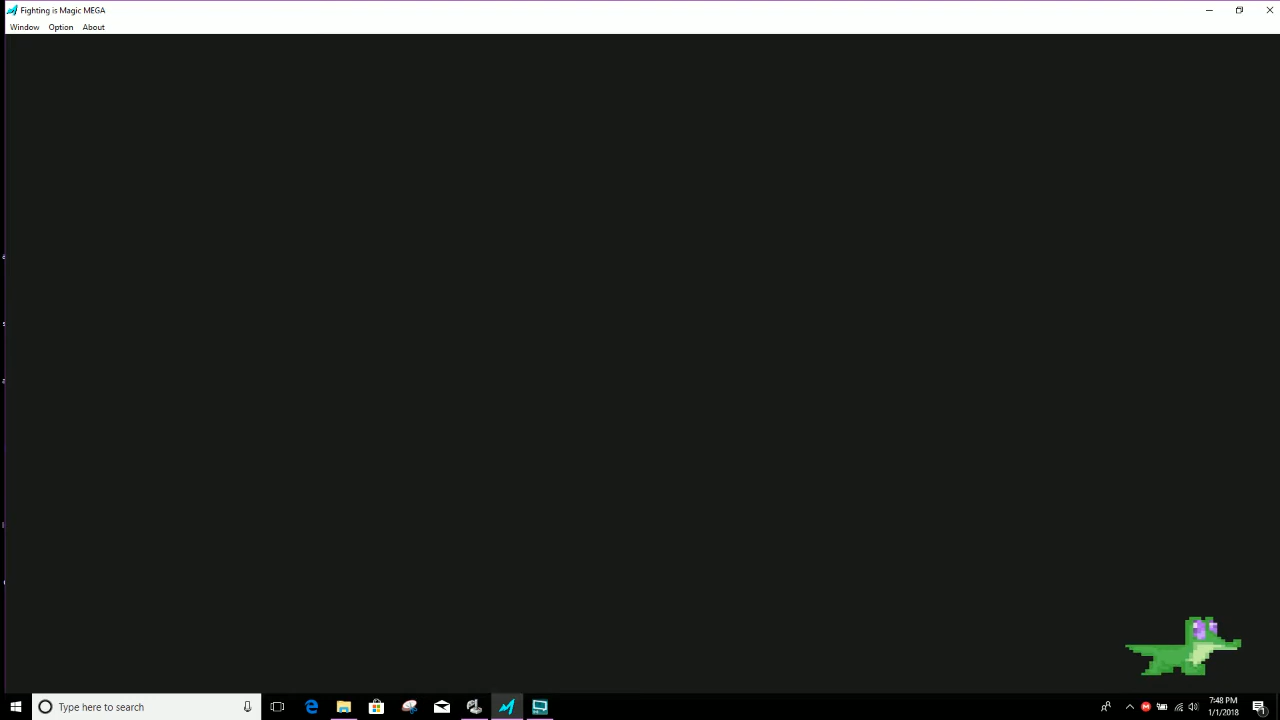 Fighting is Magic MEGA
Window Option About
Type here to search
7:48 PM
1/1/2018